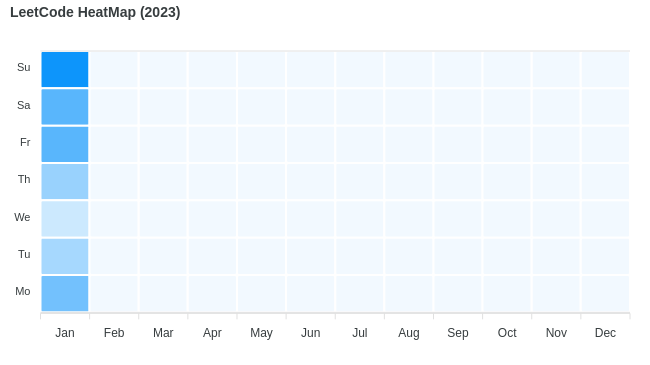 LeetCode HeatMap (2023)
Su
Sa
Fr
Th
We
Tu
Mo
Jan Feb Mar Apr May Jun Jul Aug Sep Oct Nov Dec